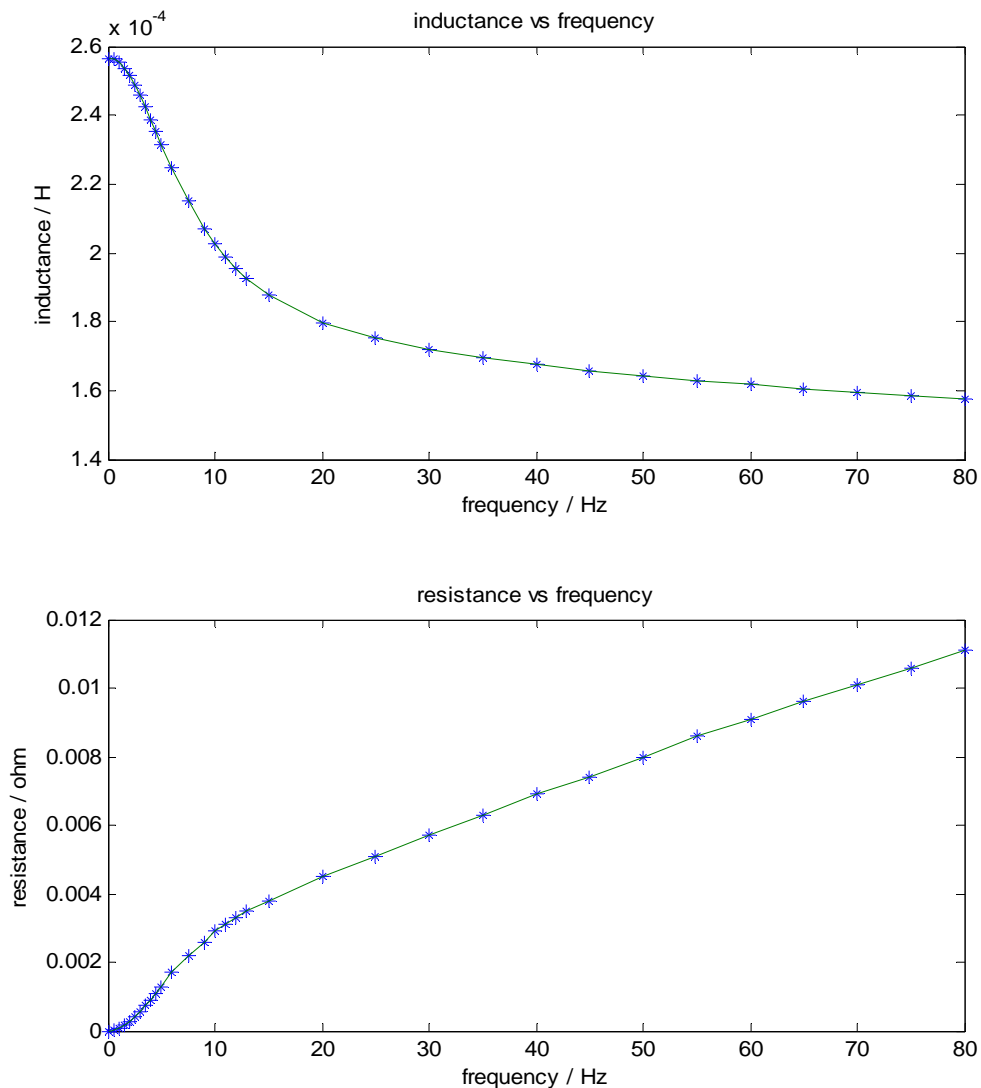 inductance vs frequency
x 10^-4
2.6
2.4
2.2
2
1.8
1.6
1.4
inductance / H
0 10 20 30 40 50 60 70 80
frequency / Hz
resistance vs frequency
0.012
0.01
0.008
0.006
0.004
0.002
0
resistance / ohm
0 10 20 30 40 50 60 70 80
frequency / Hz